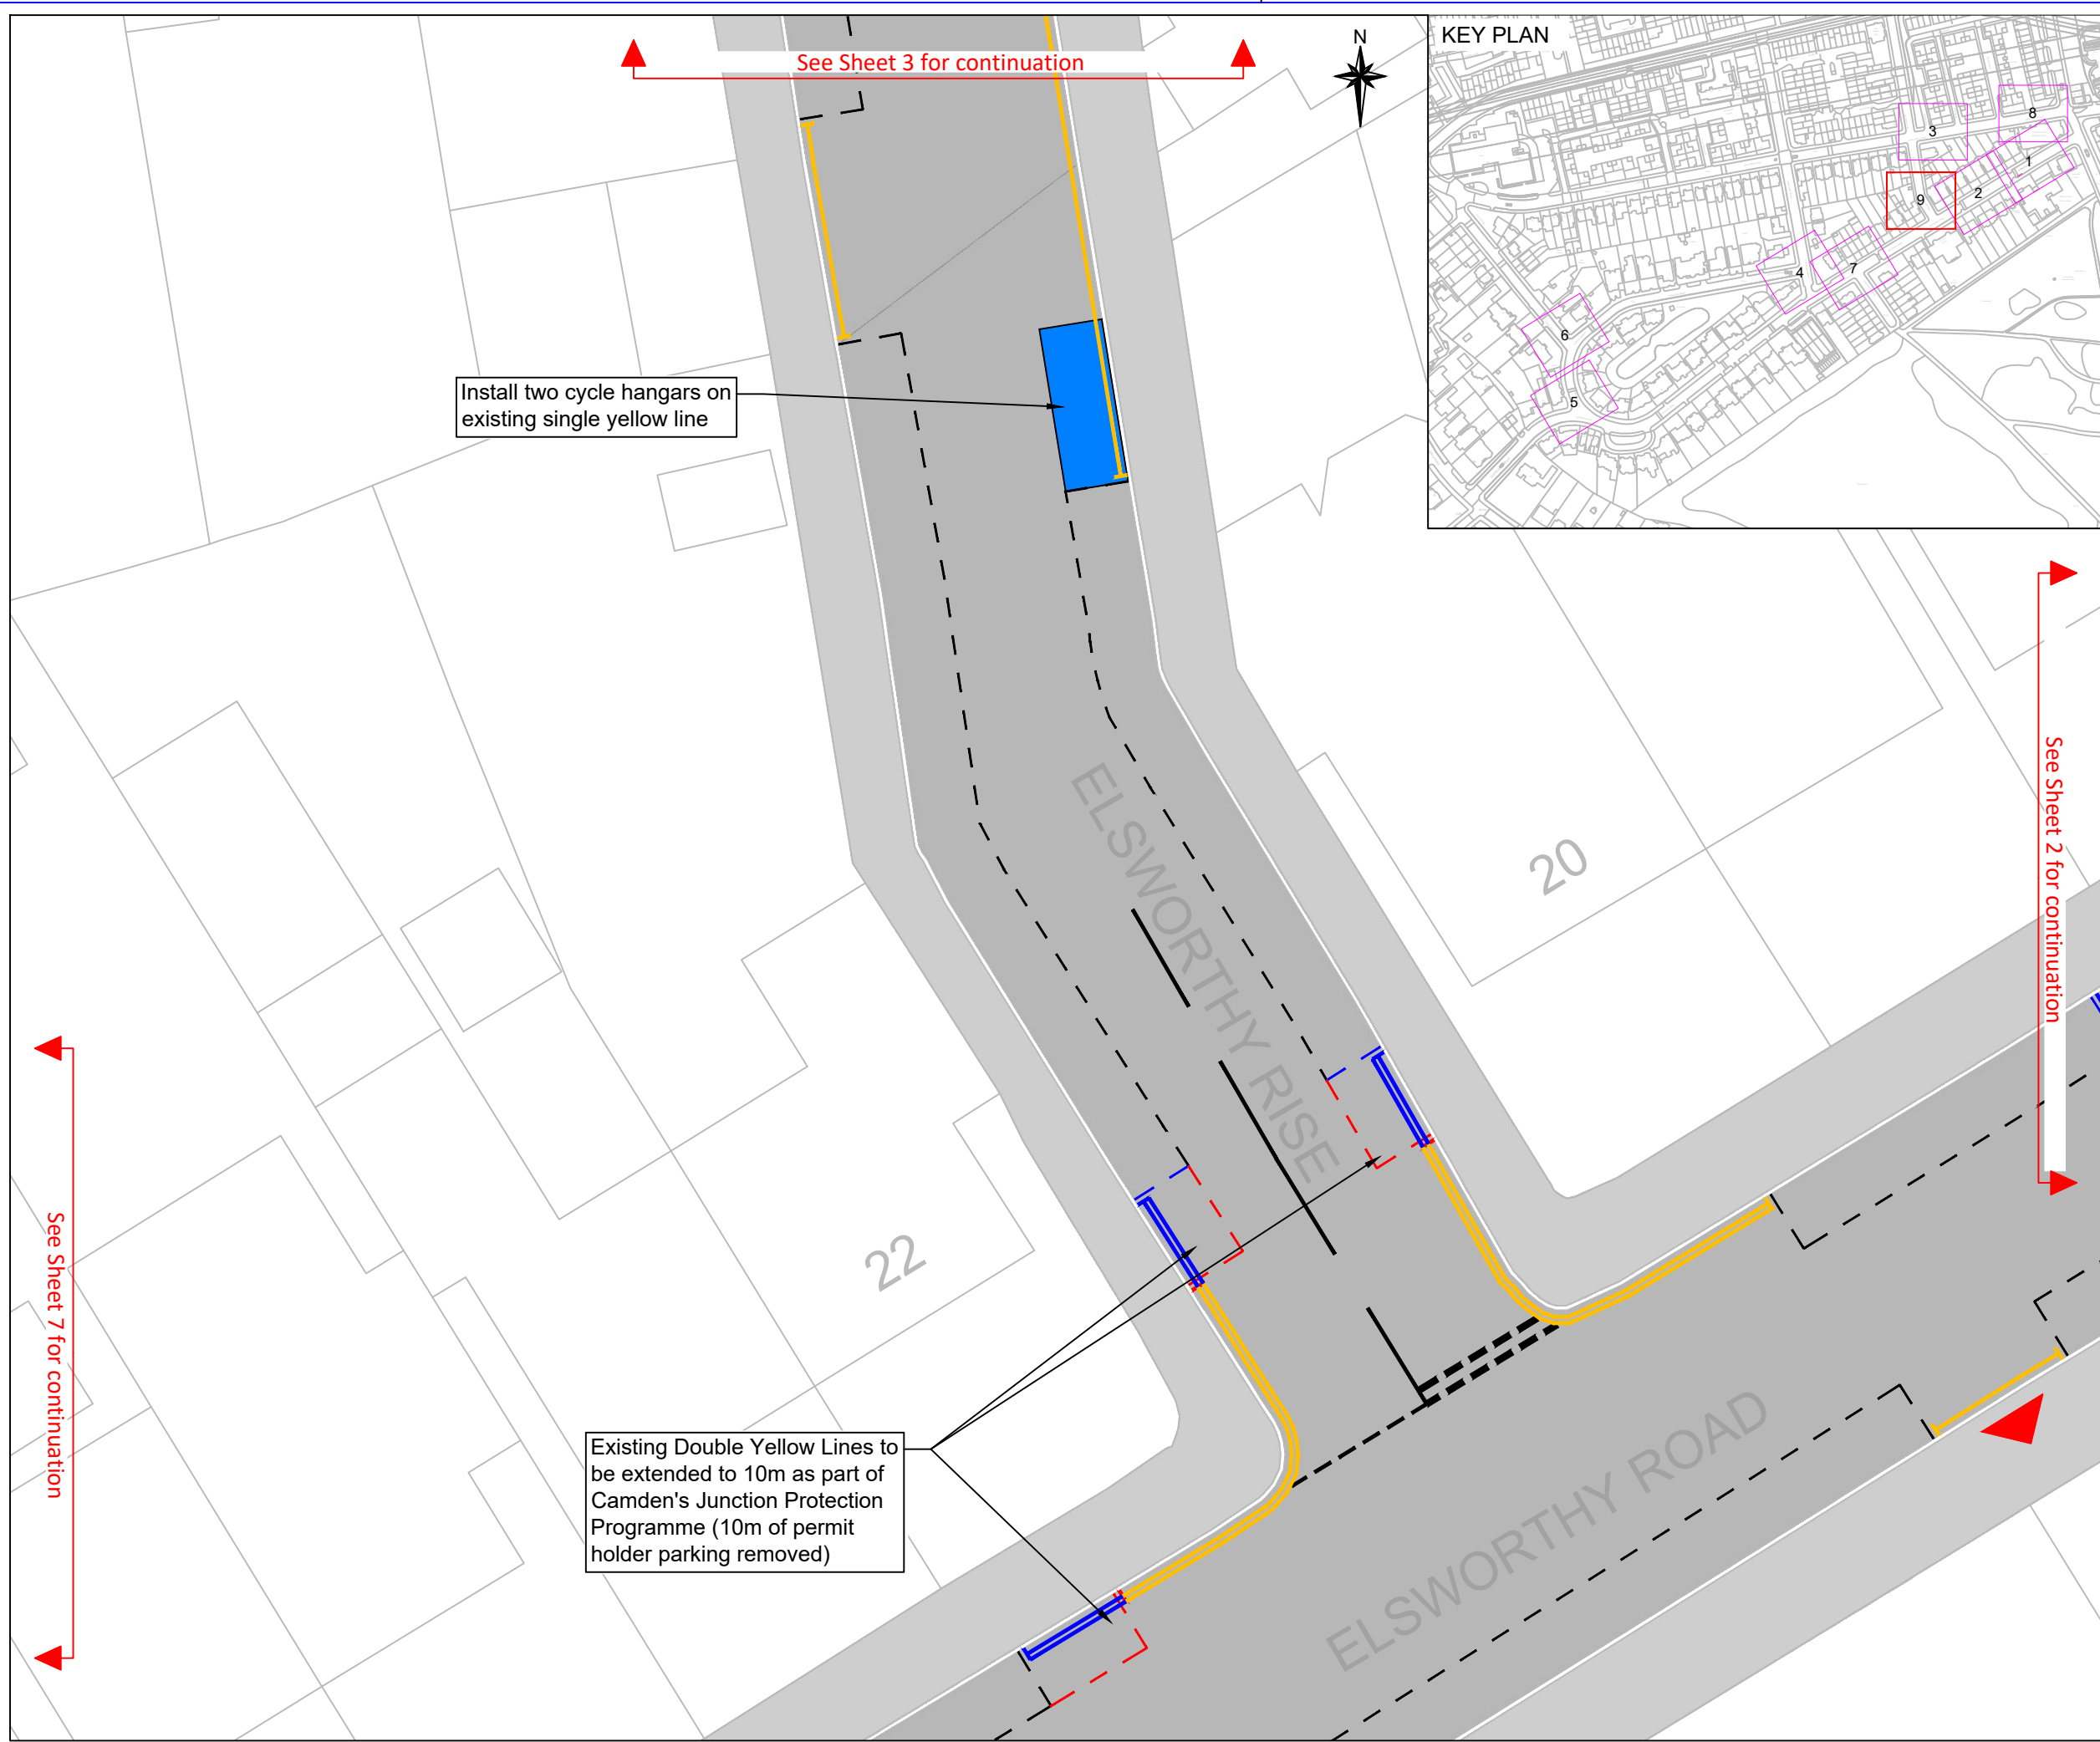 See Sheet 3 for continuation
N
KEY PLAN
8
3
1
2
9
4
7
6
5
Install two cycle hangars on
existing single yellow line
See Sheet 2 for continuation
ELSWORTHY RISE
20
22
See Sheet 7 for continuation
Existing Double Yellow Lines to
be extended to 10m as part of
Camden's Junction Protection
Programme (10m of permit
holder parking removed)
ELSWORTHY ROAD